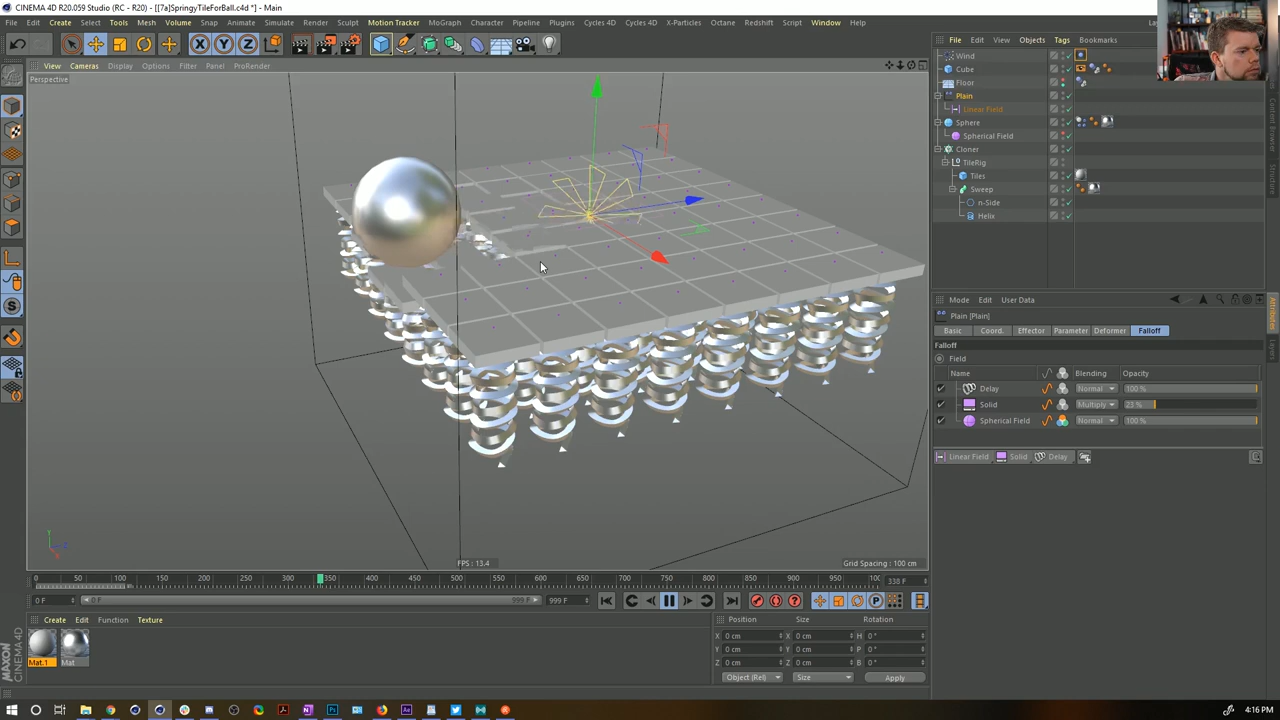 CINEMA 4D R20.059 Studio (RC - R20) - [[7a]SpringyTileForBall.c4d *] - Main
File Edit Create Select Tools Mesh Volume Snap Animate Simulate Render Sculpt Motion Tracker MoGraph Character Pipeline Plugins Cycles 4D Cycles 4D X-Particles Octane Redshift Script Window Help
File Edit View Objects Tags Bookmarks
View Cameras Display Options Filter Panel ProRender
Perspective
Wind
Cube
Floor
Plain
Linear Field
Sphere
Spherical Field
Cloner
TileRig
Tiles
Sweep
n-Side
Helix
Content Browser
Structure
Attributes
Layers
Mode Edit User Data
Plain [Plain]
Basic Coord. Effector Parameter Deformer Falloff
Falloff
Field
Name Blending Opacity
Delay Normal 100 %
Solid Multiply 23 %
Spherical Field Normal 100 %
Linear Field Solid Delay
FPS : 13.4
Grid Spacing : 100 cm
0 50 100 150 200 250 300 350 400 450 500 550 600 650 700 750 800 850 900 950 100 338 F
0 F 0 F 999 F 999 F
Create Edit Function Texture
Mat.1 Mat
Position Size Rotation
X 0 cm X 0 cm H 0 °
Y 0 cm Y 0 cm P 0 °
Z 0 cm Z 0 cm B 0 °
Object (Rel) Size Apply
MAXON
CINEMA 4D
4:16 PM